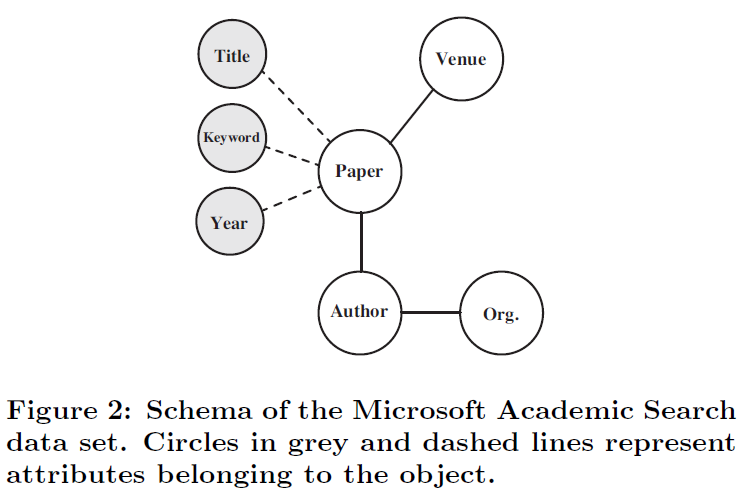 Title
Venue
Keyword
Paper
Year
Author
Org.
Figure 2: Schema of the Microsoft Academic Search
data set. Circles in grey and dashed lines represent
attributes belonging to the object.